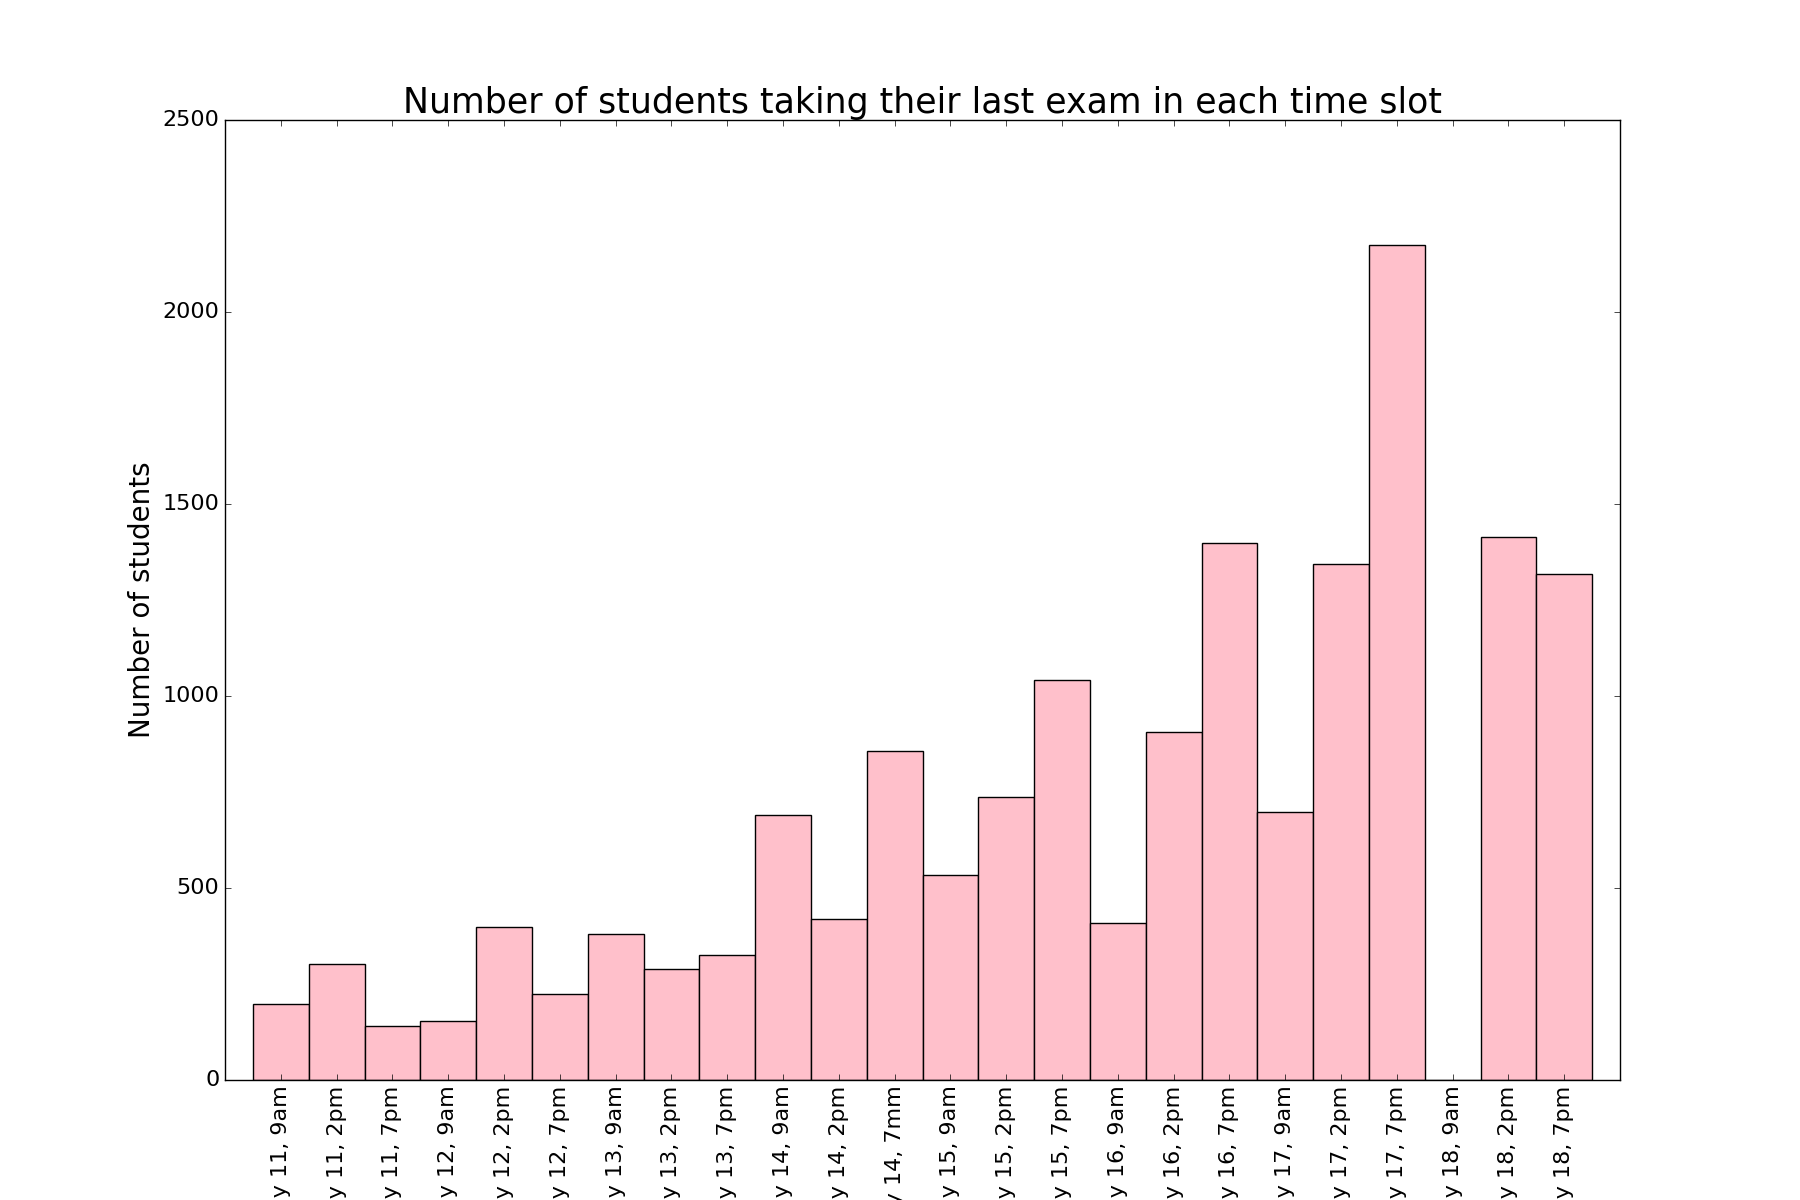 Number of students taking their last exam in each time slot
Number of students
2500
2000
1500
1000
500
0
y 11, 9am
y 11, 2pm
y 11, 7pm
y 12, 9am
y 12, 2pm
y 12, 7pm
y 13, 9am
y 13, 2pm
y 13, 7pm
y 14, 9am
y 14, 2pm
y 14, 7mm
y 15, 9am
y 15, 2pm
y 15, 7pm
y 16, 9am
y 16, 2pm
y 16, 7pm
y 17, 9am
y 17, 2pm
y 17, 7pm
y 18, 9am
y 18, 2pm
y 18, 7pm